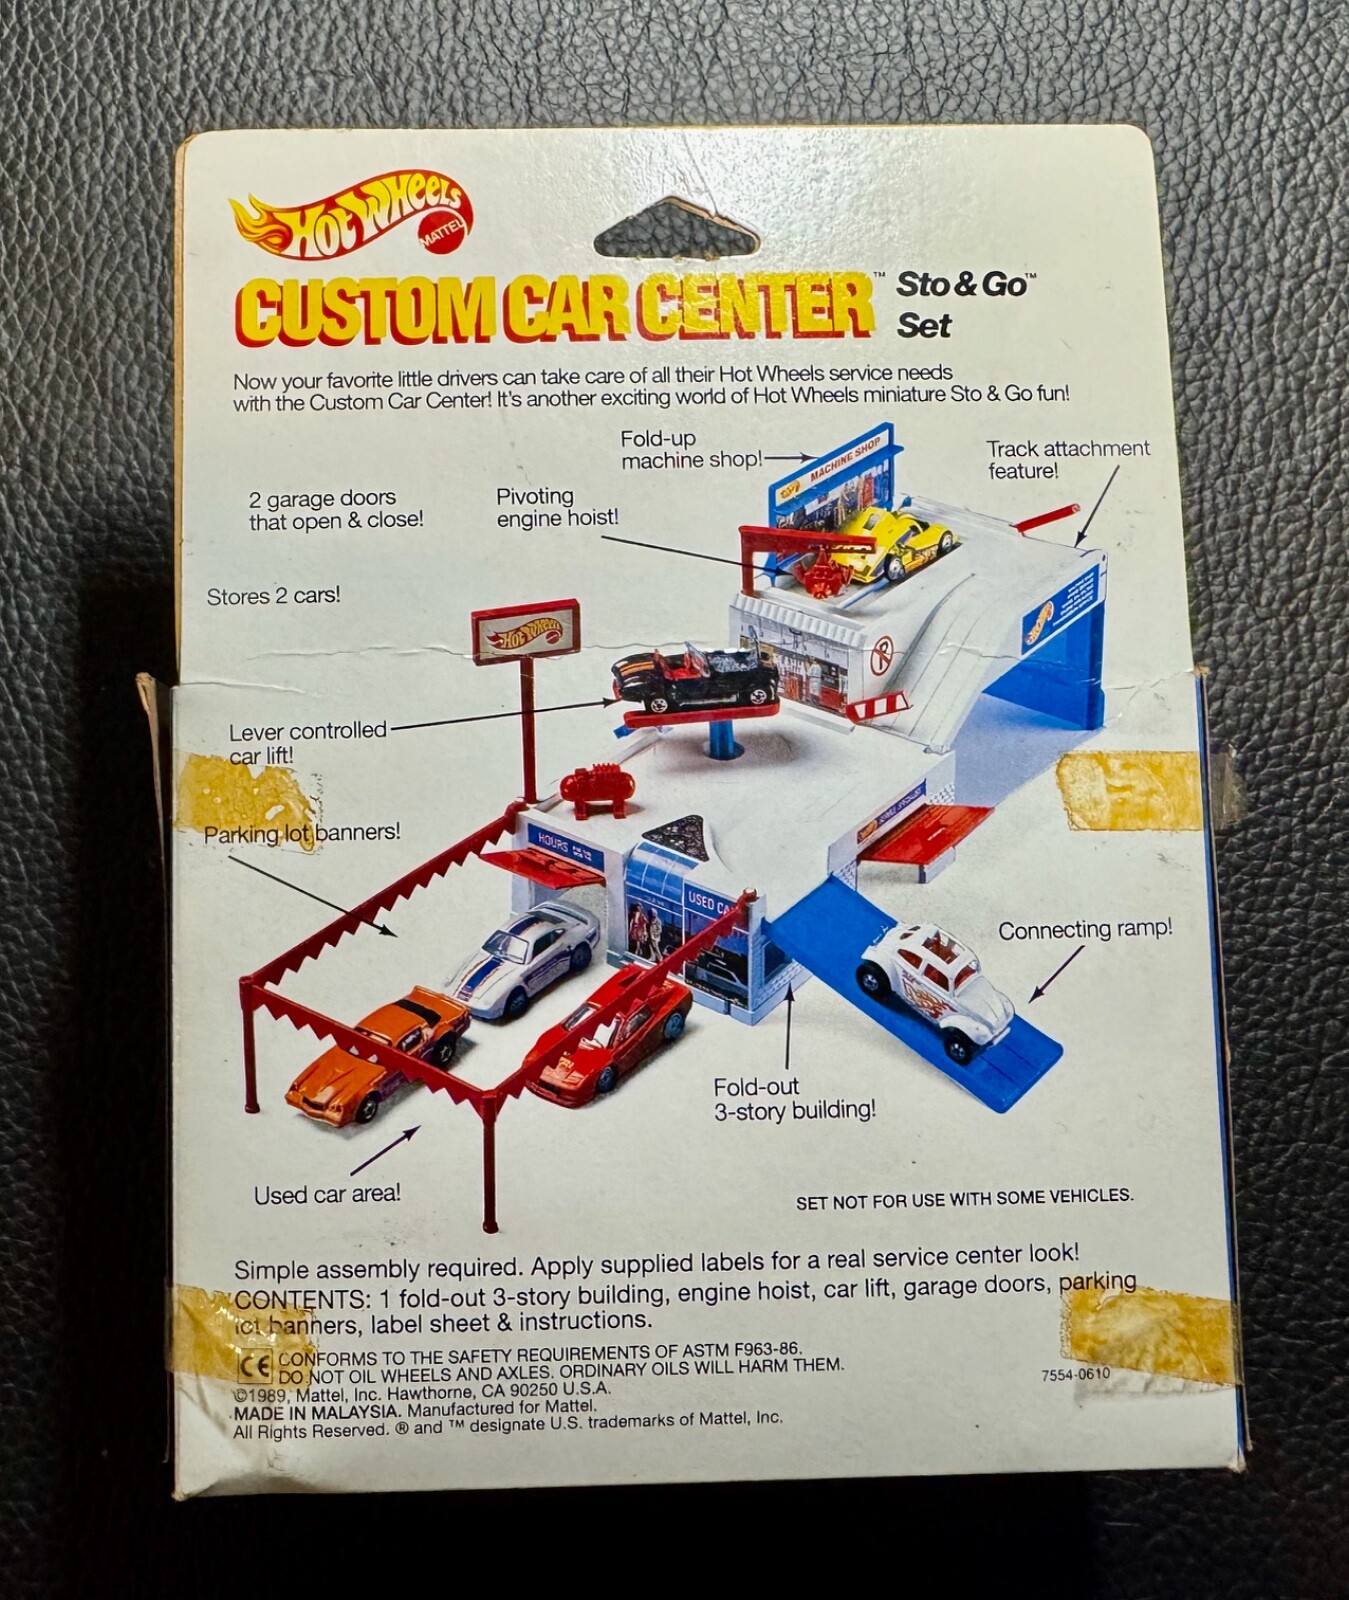 HOT WHEELS
MATTEL
CUSTOM CAR CENTER™ Sto & Go™
Set
Now your favorite little drivers can take care of all their Hot Wheels service needs
with the Custom Car Center! It's another exciting world of Hot Wheels miniature Sto & Go fun!
Fold-up
machine shop!
Track attachment
feature!
2 garage doors
that open & close!
Pivoting
engine hoist!
MACHINE SHOP
Stores 2 cars!
HOT WHEELS
Lever controlled
car lift!
Parking lot banners!
HOURS
USED CA
Connecting ramp!
Fold-out
3-story building!
Used car area!
SET NOT FOR USE WITH SOME VEHICLES.
Simple assembly required. Apply supplied labels for a real service center look!
CONTENTS: 1 fold-out 3-story building, engine hoist, car lift, garage doors, parking
lot banners, label sheet & instructions.
CE CONFORMS TO THE SAFETY REQUIREMENTS OF ASTM F963-86.
DO NOT OIL WHEELS AND AXLES. ORDINARY OILS WILL HARM THEM.
7554-0610
©1989, Mattel, Inc. Hawthorne, CA 90250 U.S.A.
MADE IN MALAYSIA. Manufactured for Mattel.
All Rights Reserved. ® and ™ designate U.S. trademarks of Mattel, Inc.